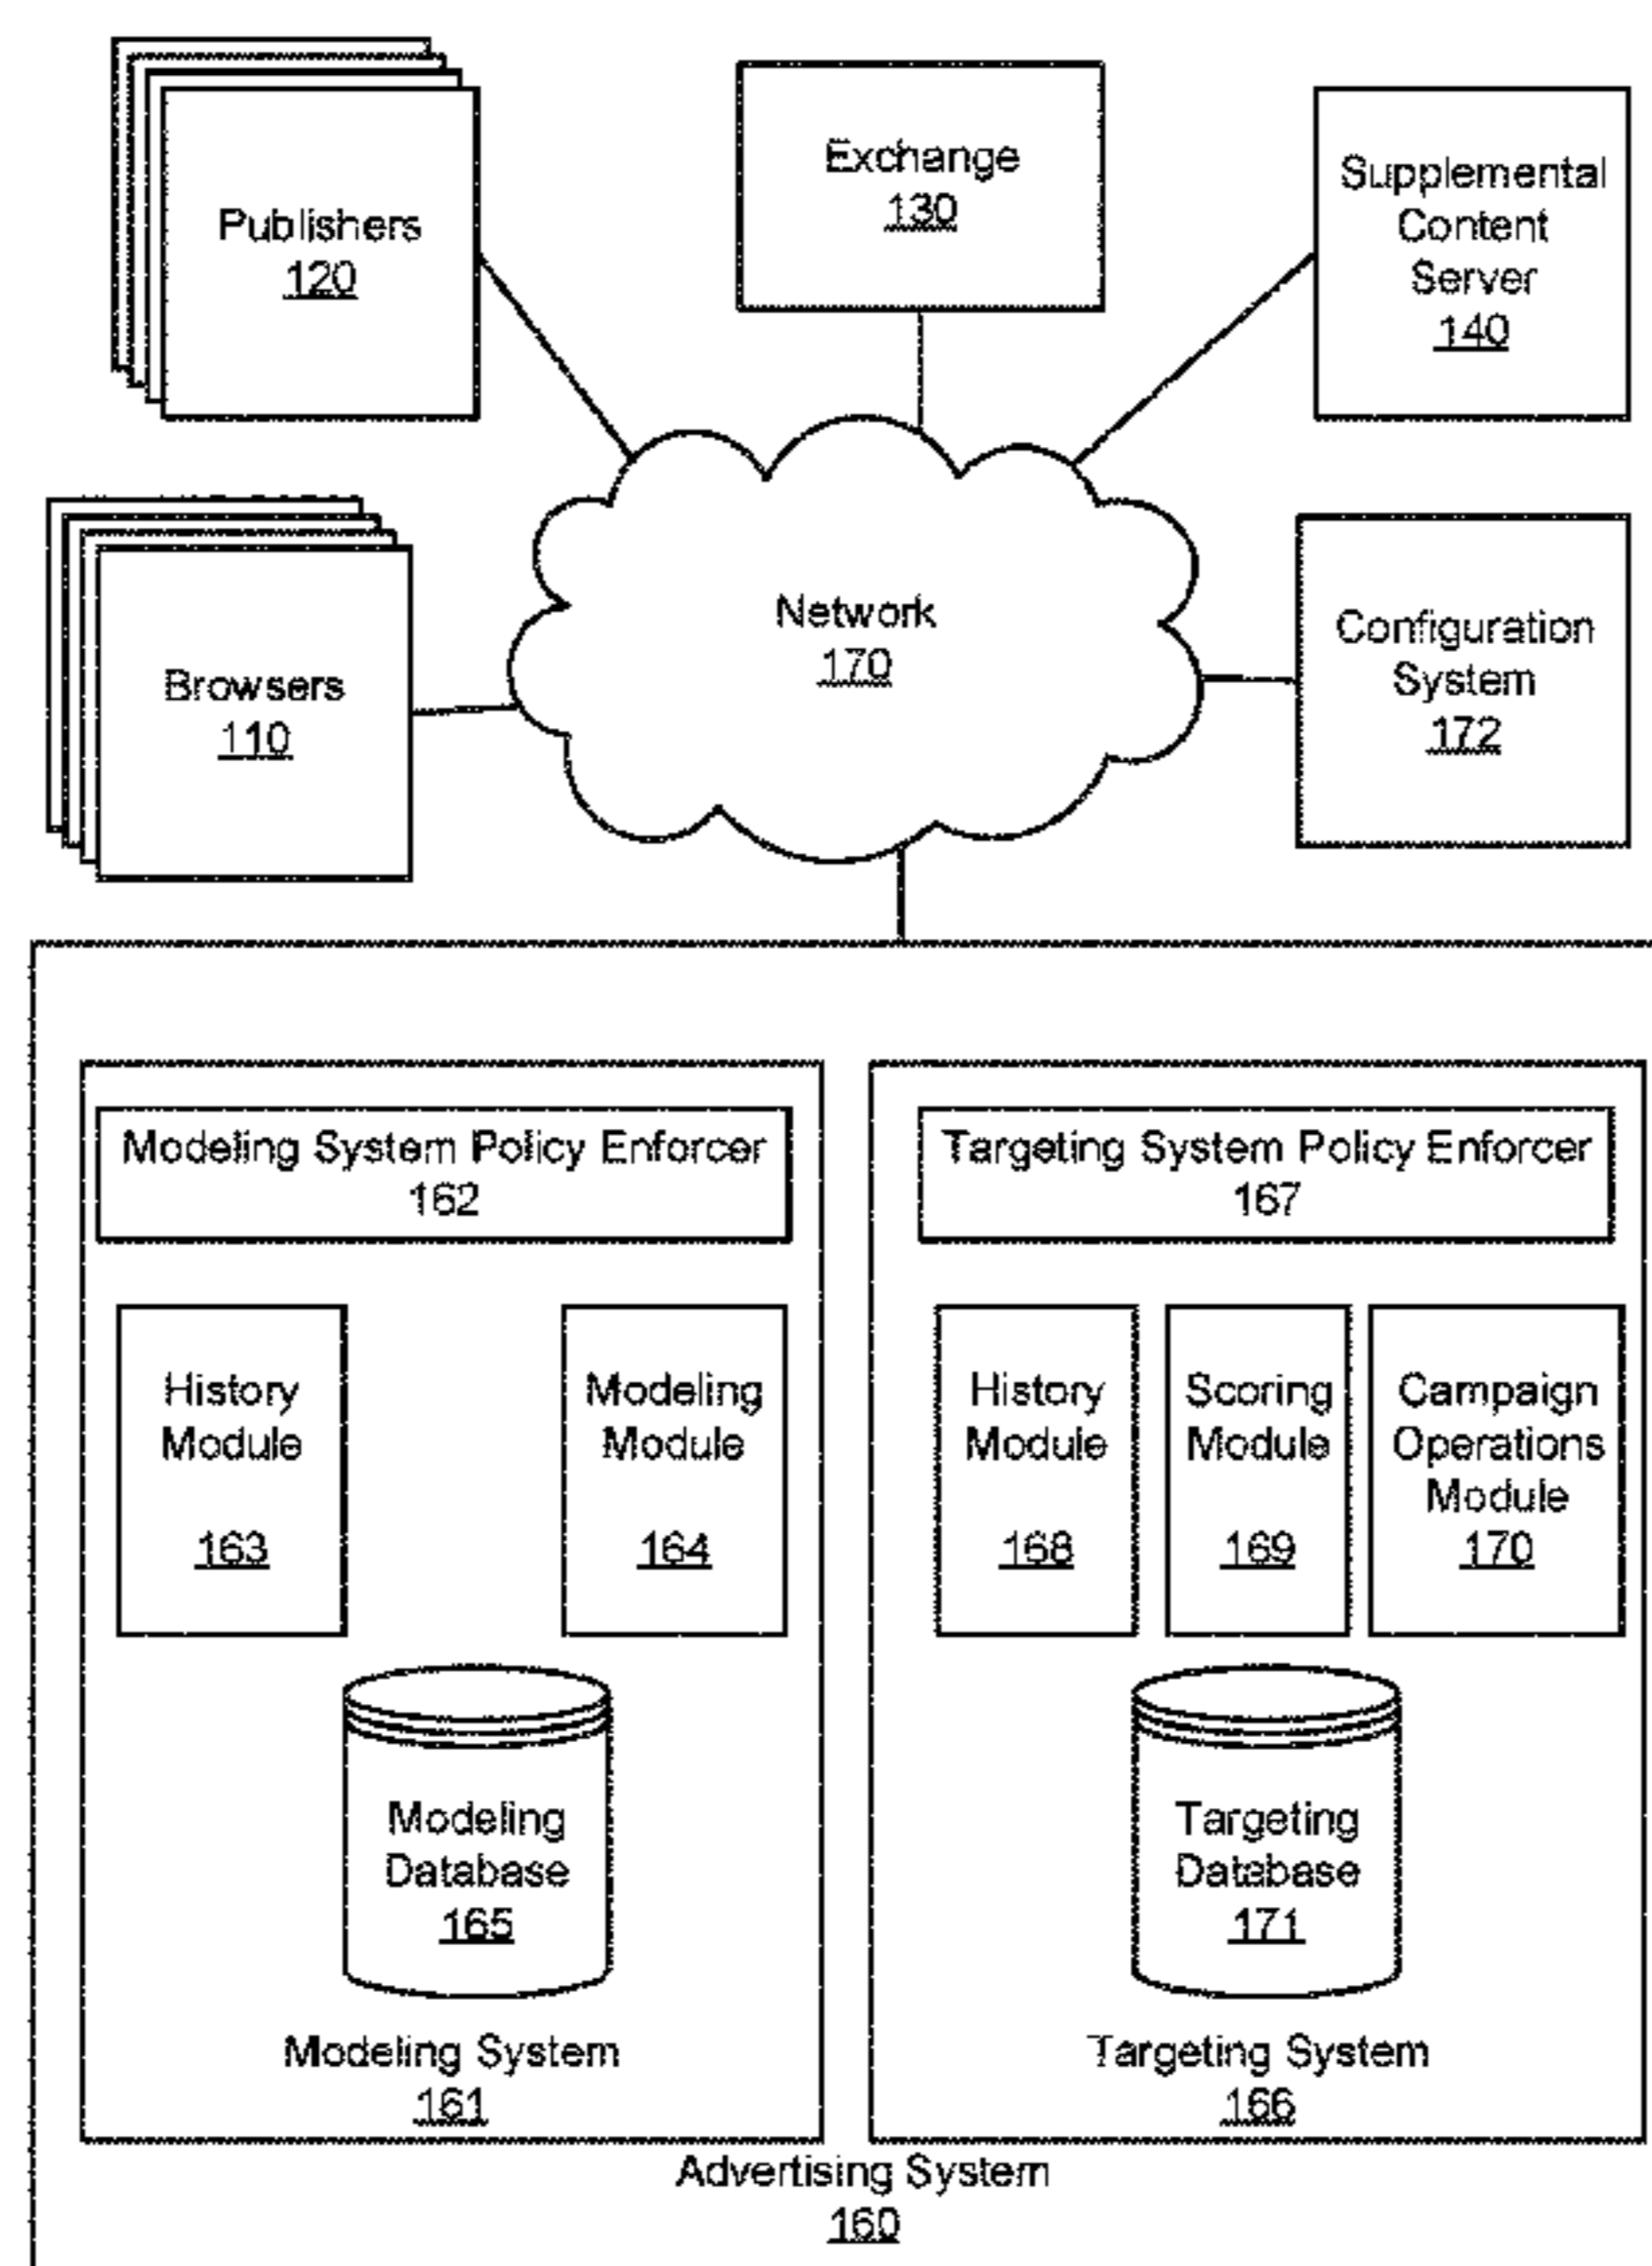 Publishers
120
Exchange
130
Supplemental
Content
Server
140
Browsers
110
Network
170
Configuration
System
172
Modeling System Policy Enforcer
162
History
Module
163
Modeling
Module
164
Modeling
Database
165
Modeling System
161
Targeting System Policy Enforcer
167
History
Module
168
Scoring
Module
169
Campaign
Operations
Module
170
Targeting
Database
171
Targeting System
166
Advertising System
160